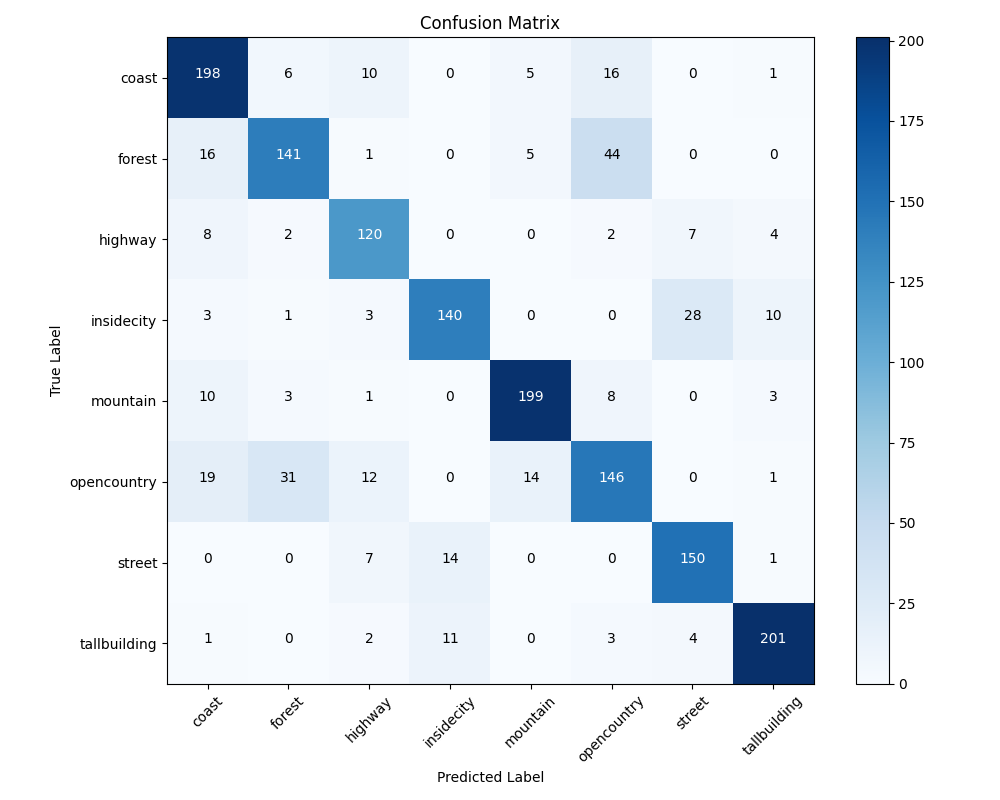 Confusion Matrix
coast 198 6 10 0 5 16 0 1
forest 16 141 1 0 5 44 0 0
highway 8 2 120 0 0 2 7 4
insidecity 3 1 3 140 0 0 28 10
mountain 10 3 1 0 199 8 0 3
opencountry 19 31 12 0 14 146 0 1
street 0 0 7 14 0 0 150 1
tallbuilding 1 0 2 11 0 3 4 201
coast forest highway insidecity mountain opencountry street tallbuilding
Predicted Label
True Label
200
175
150
125
100
75
50
25
0